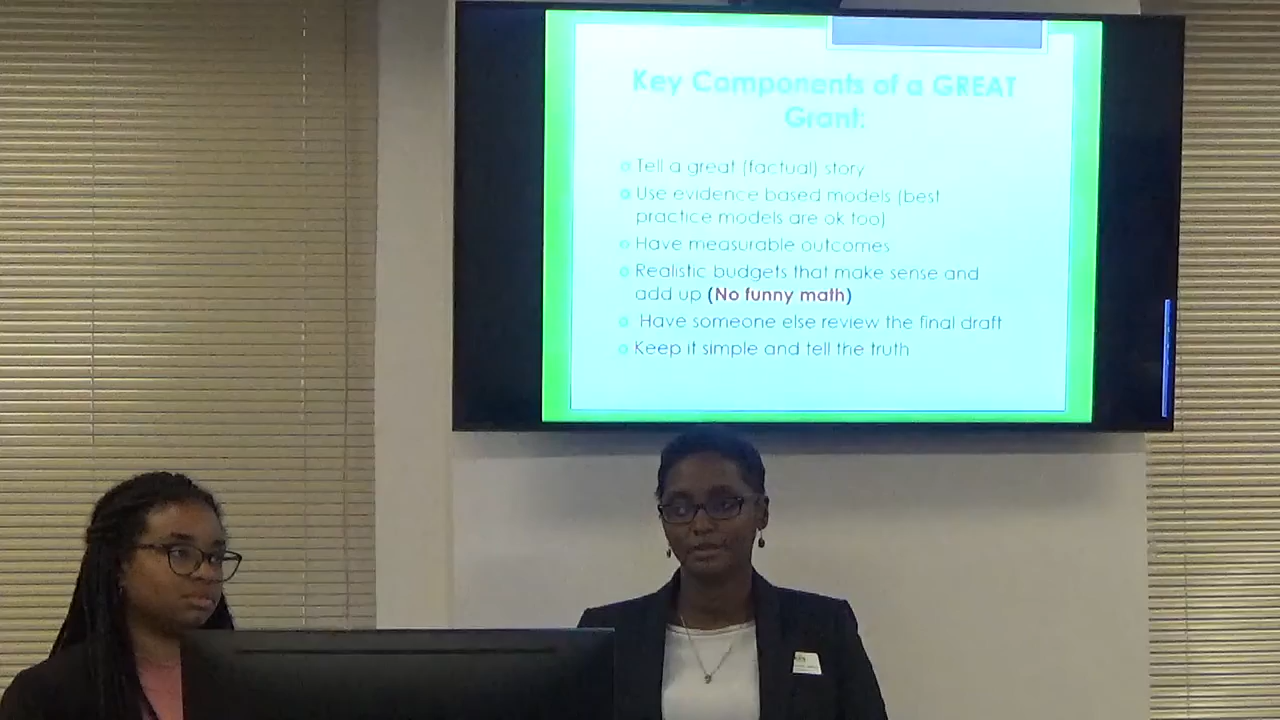 Key Components of a GREAT
Grant:
Tell a great (factual) story
Use evidence based models (best
practice models are ok too)
Have measurable outcomes
Realistic budgets that make sense and
add up (No funny math)
Have someone else review the final draft
Keep it simple and tell the truth